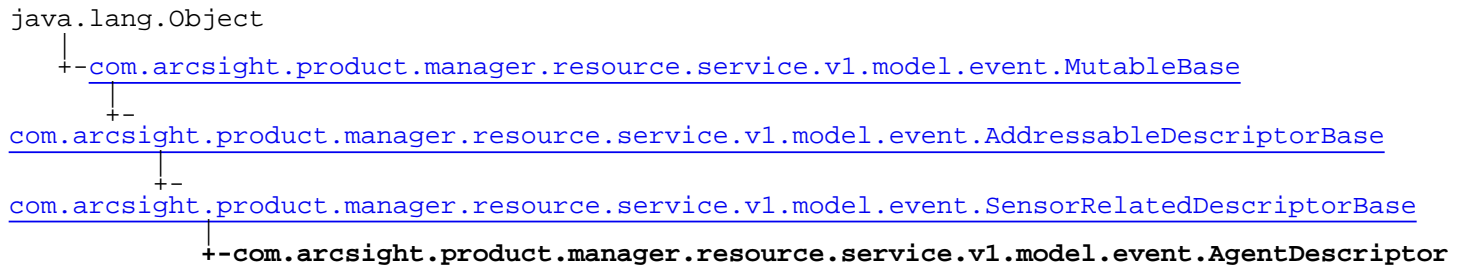 java.lang.Object
+-com.arcsight.product.manager.resource.service.v1.model.event.MutableBase
+-
com.arcsight.product.manager.resource.service.v1.model.event.AddressableDescriptorBase
+-
com.arcsight.product.manager.resource.service.v1.model.event.SensorRelatedDescriptorBase
+-com.arcsight.product.manager.resource.service.v1.model.event.AgentDescriptor